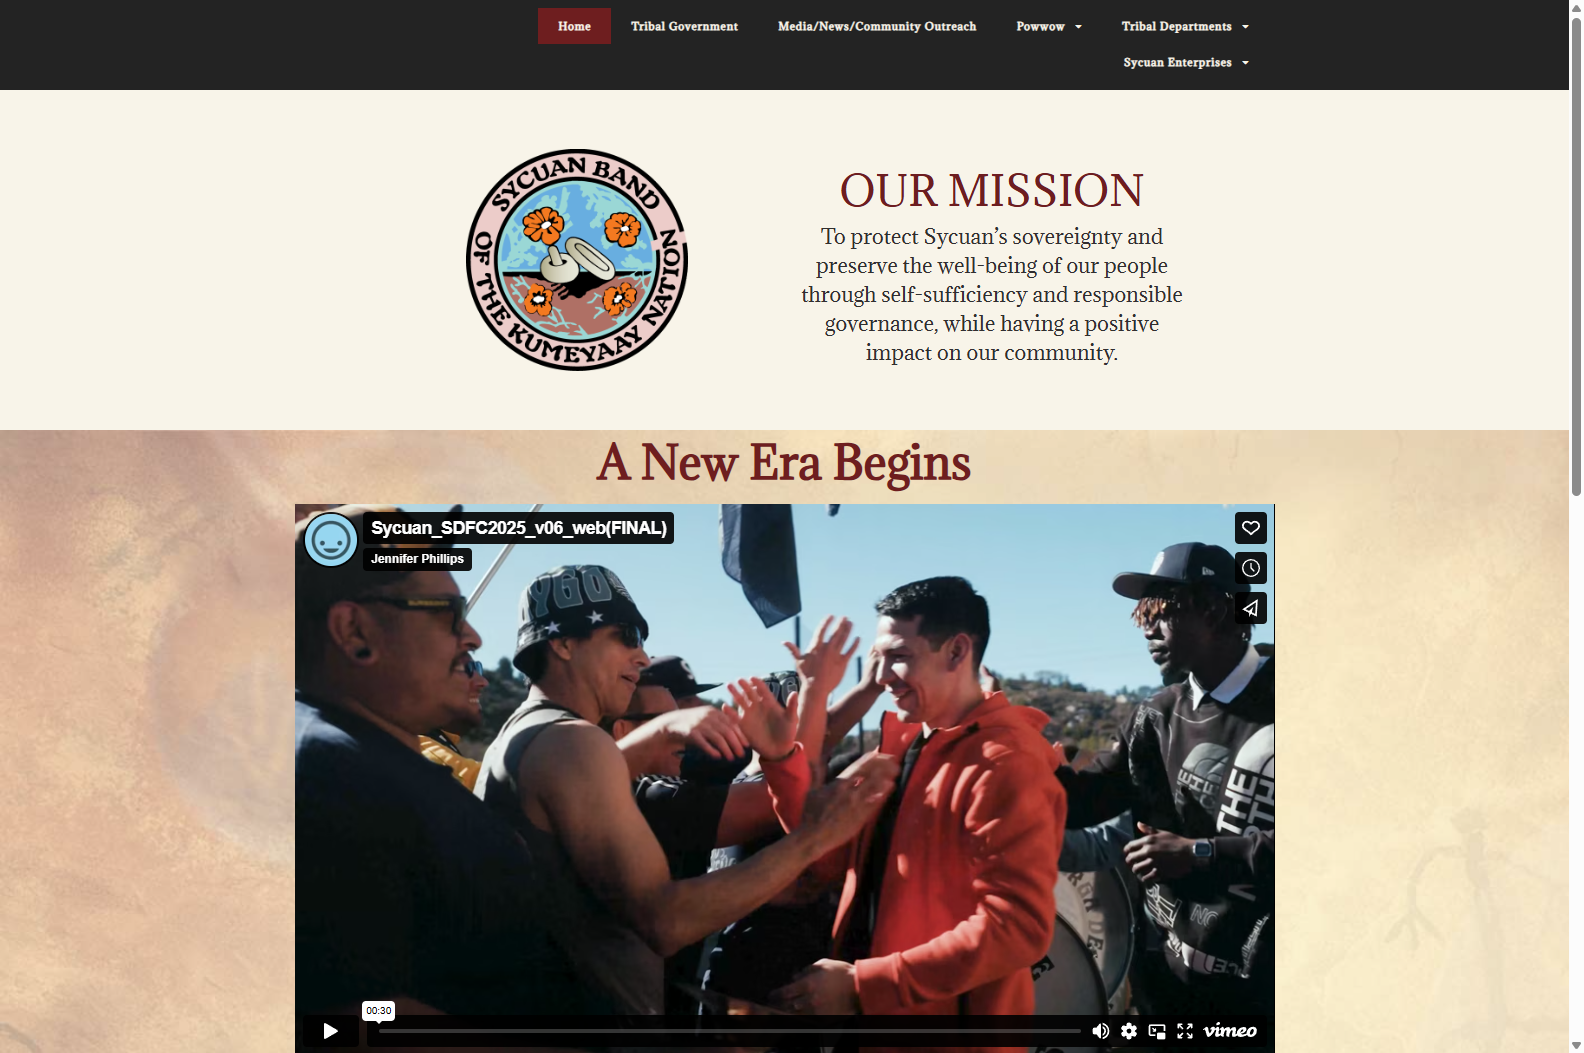 Home
Tribal Government
Media/News/Community Outreach
Powwow
Tribal Departments
Sycuan Enterprises
SYCUAN BAND
OF THE KUMEYAAY NATION
OUR MISSION
To protect Sycuan’s sovereignty and
preserve the well-being of our people
through self-sufficiency and responsible
governance, while having a positive
impact on our community.
A New Era Begins
Sycuan_SDFC2025_v06_web(FINAL)
Jennifer Phillips
YGO
THE
00:30
vimeo